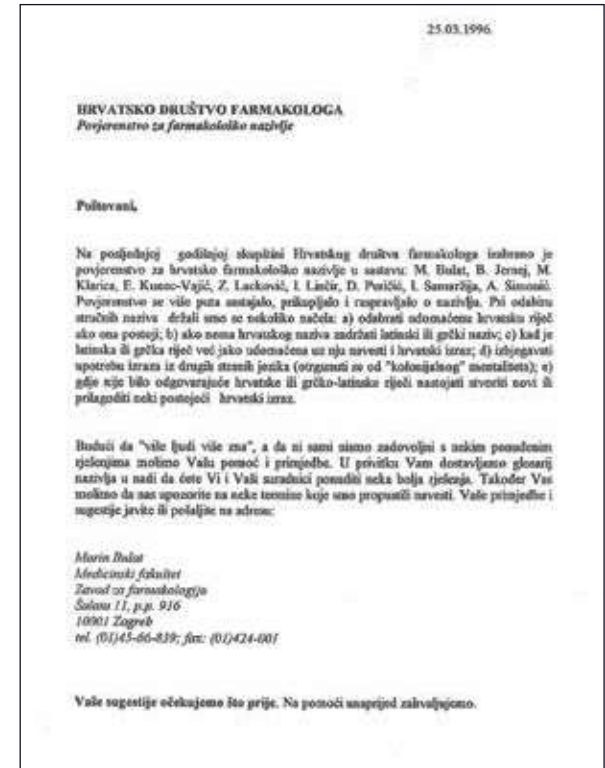 25.03.1996.
HRVATSKO DRUŠTVO FARMAKOLOGA
Povjerenstvo za farmakološko nazivlje
Poštovani,
Na posljednjoj godišnjoj skupštini Hrvatskog društva farmakologa izabrano je
povjerenstvo za hrvatsko farmakološko nazivlje u sastavu: M. Bulat, B. Jernej, M.
Klarica, E. Kusec-Vajić, Z. Lacković, I. Linčir, D. Peričić, I. Samaržija, A. Simonić.
Povjerenstvo se više puta sastajalo, prikupljalo i raspravljalo o nazivlju. Pri odabiru
stručnih naziva držali smo se nekoliko načela: a) odabrati udomaćenu hrvatsku riječ
ako ona postoji; b) ako nema hrvatskog naziva zadržati latinski ili grčki naziv; c) kad je
latinska ili grčka riječ već jako udomaćena uz nju navesti i hrvatski izraz; d) izbjegavati
upotrebu izraza iz drugih stranih jezika (otrgnuti se od "kolonijalnog" mentaliteta); e)
gdje nije bilo odgovarajuće hrvatske ili grčko-latinske riječi nastojati stvoriti novi ili
prilagoditi neki postojeći hrvatski izraz.
Budući da "više ljudi više zna", a da ni sami nismo zadovoljni s nekim ponuđenim
rješenjima molimo Vašu pomoć i primjedbe. U privitku Vam dostavljamo glosarij
nazivlja u nadi da ćete Vi i Vaši suradnici ponuditi neka bolja rješenja. Također Vas
molimo da nas upozorite na neke termine koje smo propustili navesti. Vaše primjedbe i
sugestije javite ili pošaljite na adresu:
Marin Bulat
Medicinski fakultet
Zavod za farmakologiju
Šalata 11, p.p. 916
10001 Zagreb
tel. (01)45-66-839; fax: (01)424-001
Vaše sugestije očekujemo što prije. Na pomoći unaprijed zahvaljujemo.